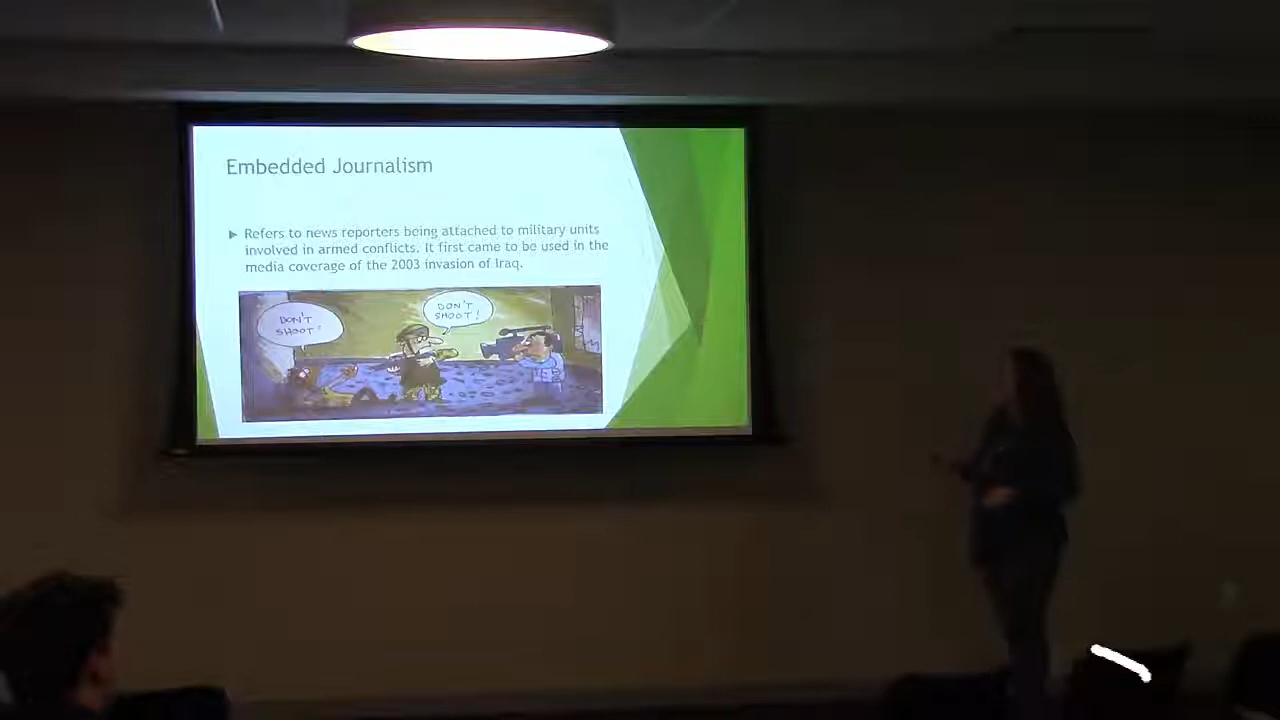 Embedded Journalism
► Refers to news reporters being attached to military units
involved in armed conflicts. It first came to be used in the
media coverage of the 2003 invasion of Iraq.
DON'T
SHOOT!
DON'T
SHOOT!